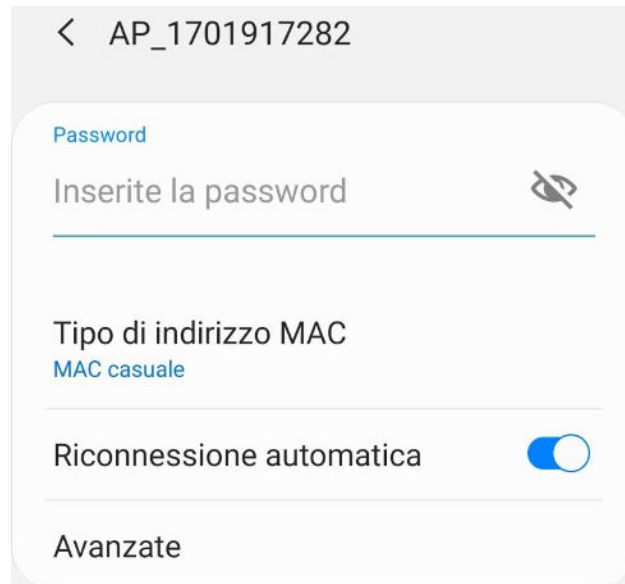 AP_1701917282
Password
Inserite la password
Tipo di indirizzo MAC
MAC casuale
Riconnessione automatica
Avanzate